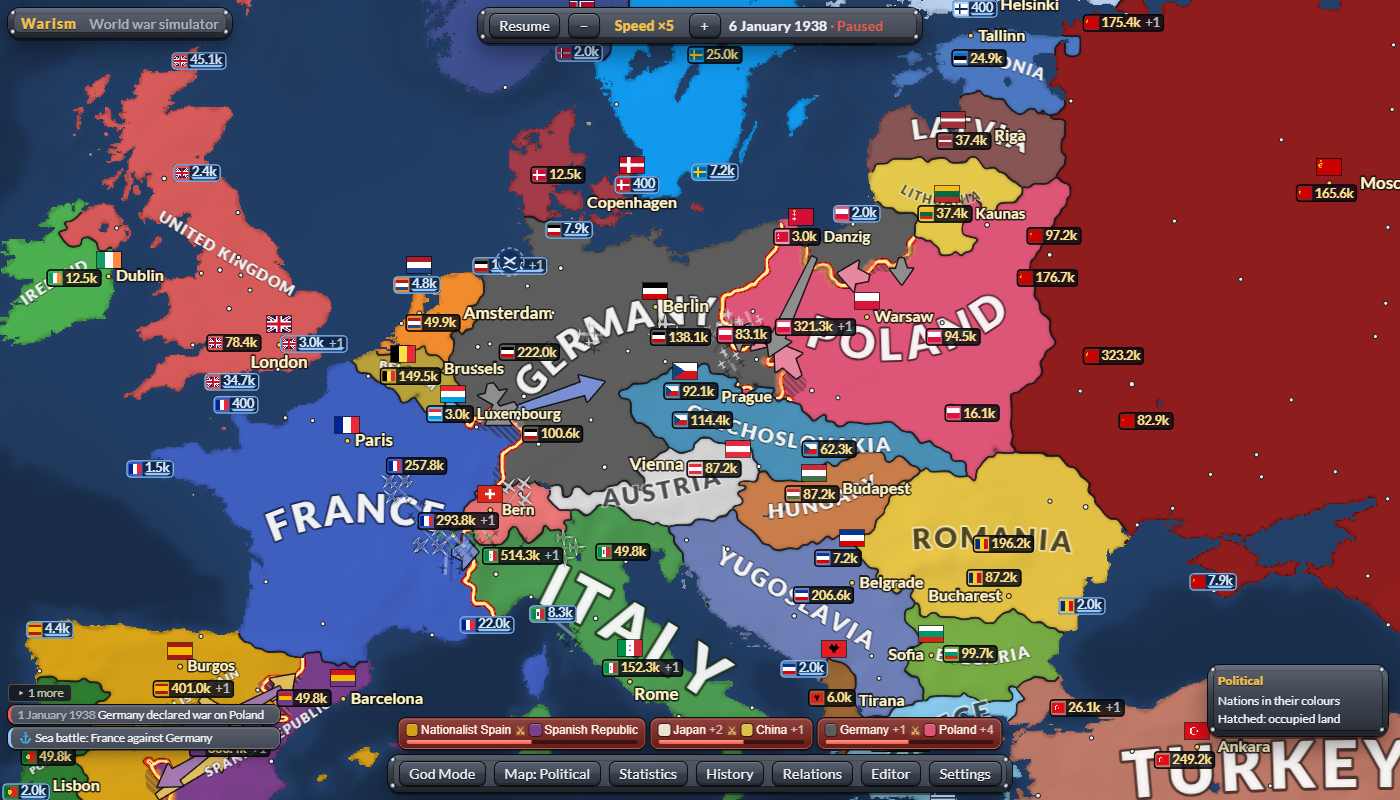 Warism World war simulator
Resume − Speed ×5 + 6 January 1938 · Paused
400 Helsinki
175.4k +1
45.1k
2.0k
25.0k
Tallinn
24.9k
LATVIA
37.4k
Riga
2.4k
7.2k
12.5k
400
Copenhagen
165.6k
LITHUANIA
37.4k
Kaunas
2.0k
3.0k Danzig
7.9k
97.2k
176.7k
UNITED KINGDOM
IRELAND
12.5k
Dublin
4.8k
+1
49.9k
Amsterdam
GERMANY
Berlin
138.1k
83.1k
321.3k +1
Warsaw
94.5k
POLAND
78.4k
3.0k +1
London
34.7k
400
Brussels
149.5k
222.0k
323.2k
82.9k
3.0k
Luxembourg
100.6k
92.1k
Prague
114.4k
CZECHOSLOVAKIA
62.3k
16.1k
Paris
1.5k
257.8k
Vienna
87.2k
AUSTRIA
87.2k
Budapest
HUNGARY
FRANCE
293.8k +1
Bern
514.3k +1
49.8k
ITALY
ROMANIA
196.2k
87.2k
Bucharest
7.9k
2.0k
YUGOSLAVIA
7.2k
Belgrade
206.6k
22.0k
8.3k
152.3k +1
Rome
Sofia
99.7k
BULGARIA
2.0k
6.0k
Tirana
4.4k
Burgos
401.0k +1
49.8k
Barcelona
26.1k +1
Ankara
249.2k
TURKEY
49.8k
2.0k
Lisbon
▸ 1 more
1 January 1938 Germany declared war on Poland
Sea battle: France against Germany
Nationalist Spain Spanish Republic
Japan +2 China +1
Germany +1 Poland +4
Political
Nations in their colours
Hatched: occupied land
God Mode Map: Political Statistics History Relations Editor Settings